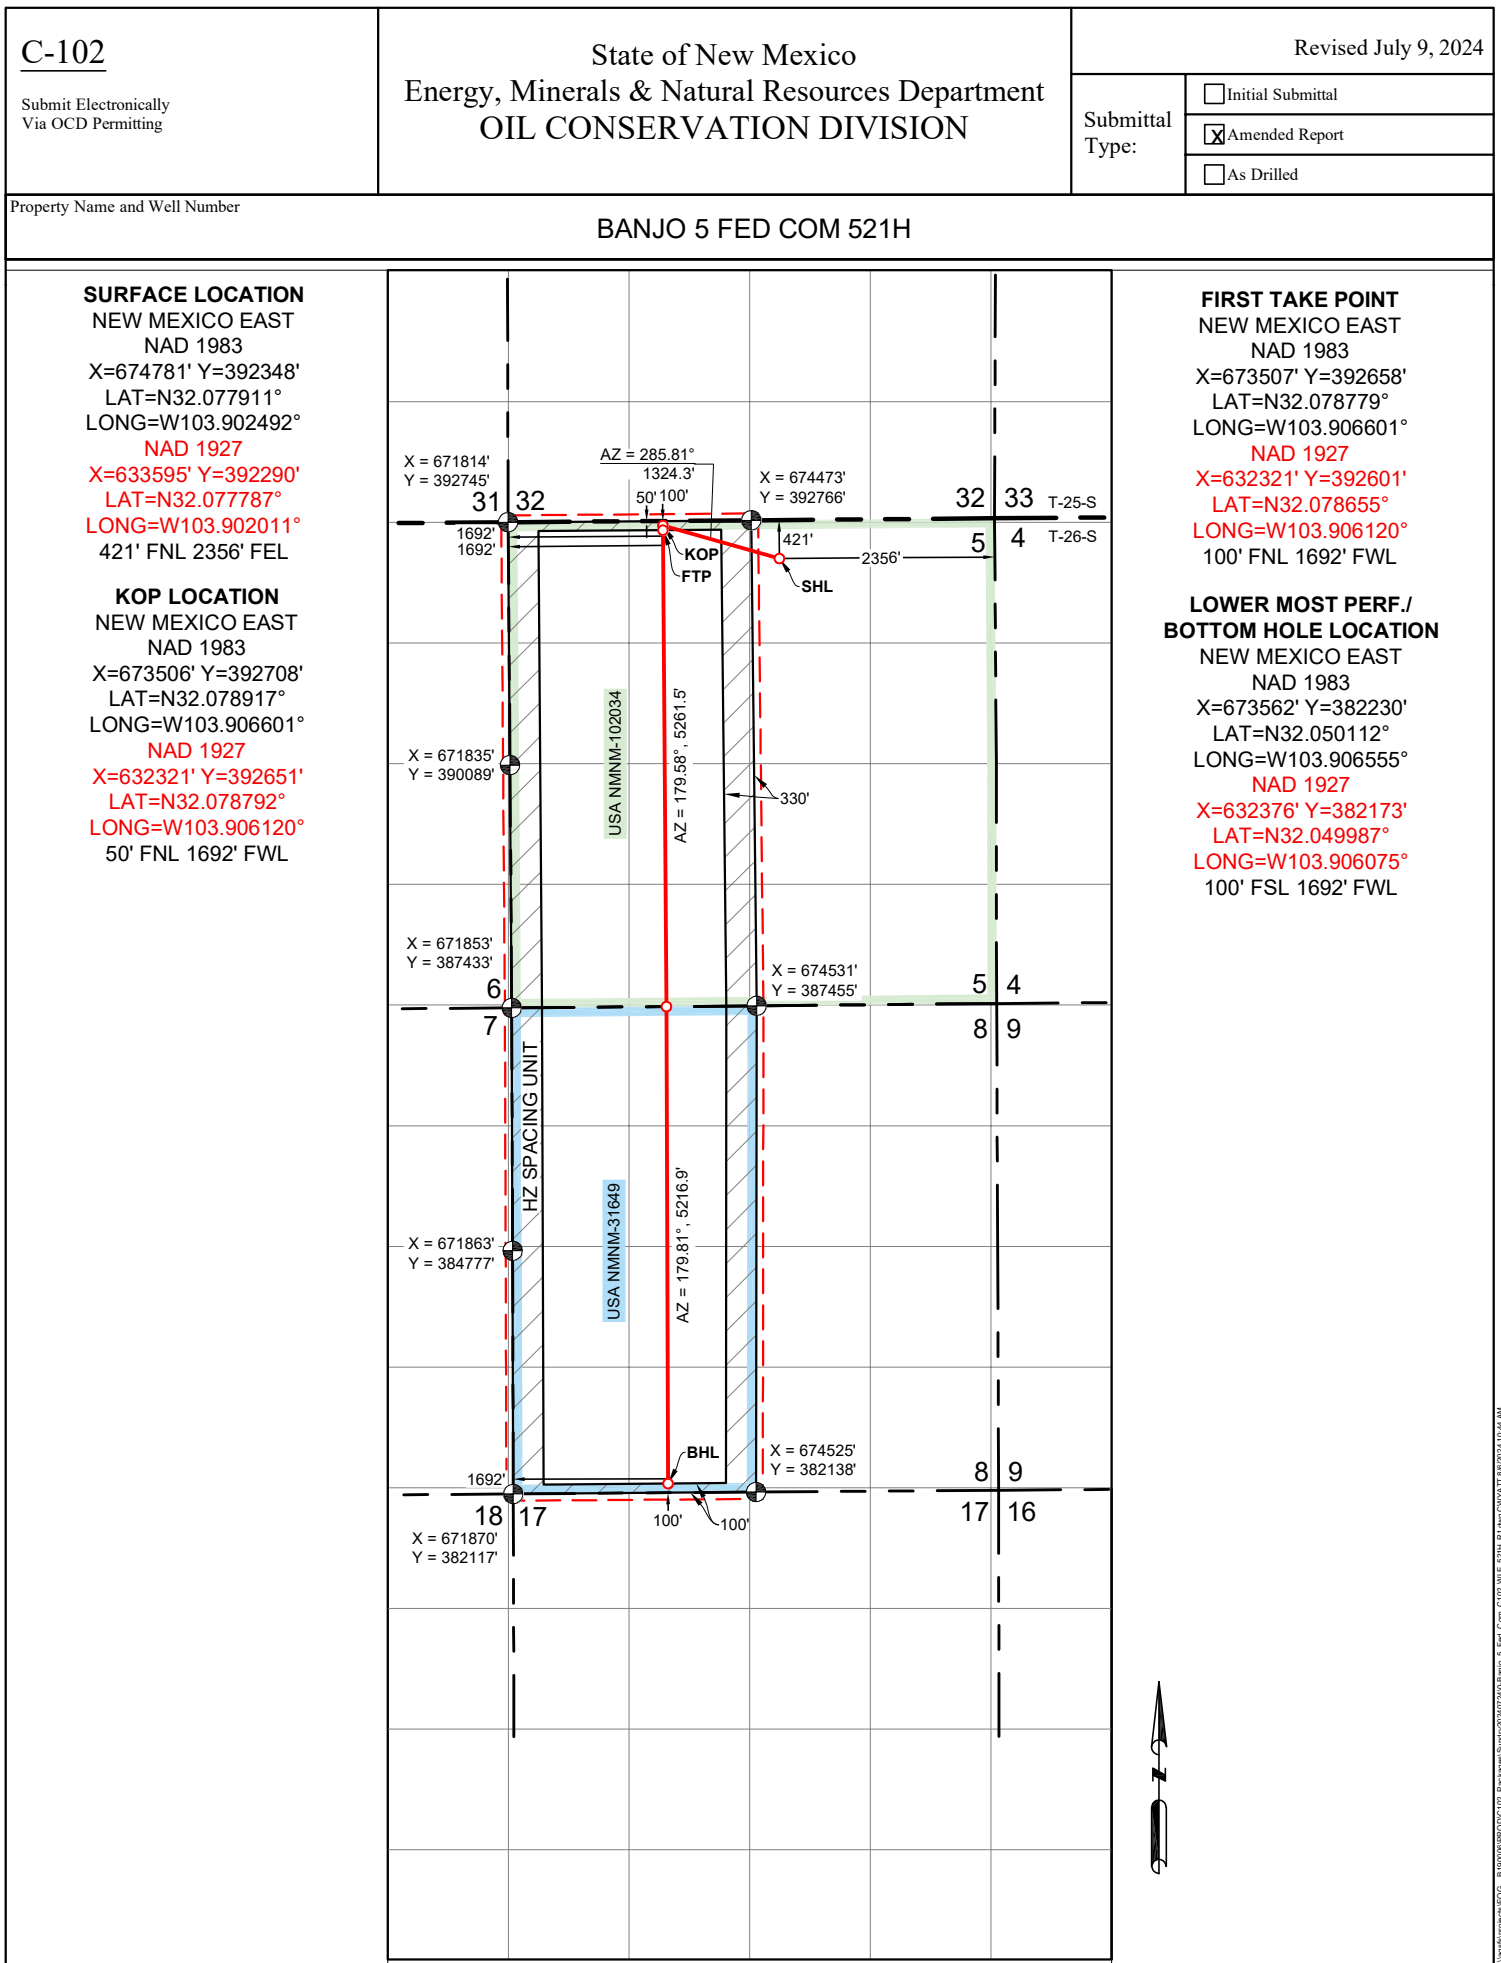 C-102
Submit Electronically
Via OCD Permitting
State of New Mexico
Energy, Minerals & Natural Resources Department
OIL CONSERVATION DIVISION
Revised July 9, 2024
Submittal
Type:
Initial Submittal
X Amended Report
As Drilled
Property Name and Well Number
BANJO 5 FED COM 521H
SURFACE LOCATION
NEW MEXICO EAST
NAD 1983
X=674781' Y=392348'
LAT=N32.077911°
LONG=W103.902492°
NAD 1927
X=633595' Y=392290'
LAT=N32.077787°
LONG=W103.902011°
421' FNL 2356' FEL
KOP LOCATION
NEW MEXICO EAST
NAD 1983
X=673506' Y=392708'
LAT=N32.078917°
LONG=W103.906601°
NAD 1927
X=632321' Y=392651'
LAT=N32.078792°
LONG=W103.906120°
50' FNL 1692' FWL
X = 671814'
Y = 392745'
AZ = 285.81°
1324.3'
50' 100'
X = 674473'
Y = 392766'
31 32
32 33
T-25-S
T-26-S
5 4
1692'
1692'
KOP
FTP
421'
2356'
SHL
USA NMNM-102034
AZ = 179.58°, 5261.5'
X = 671835'
Y = 390089'
330'
X = 671853'
Y = 387433'
X = 674531'
Y = 387455'
6
7
5 4
8 9
HZ SPACING UNIT
USA NMNM-31649
AZ = 179.81°, 5216.9'
X = 671863'
Y = 384777'
BHL
X = 674525'
Y = 382138'
1692'
8 9
18 17
17 16
100'
100'
X = 671870'
Y = 382117'
N
FIRST TAKE POINT
NEW MEXICO EAST
NAD 1983
X=673507' Y=392658'
LAT=N32.078779°
LONG=W103.906601°
NAD 1927
X=632321' Y=392601'
LAT=N32.078655°
LONG=W103.906120°
100' FNL 1692' FWL
LOWER MOST PERF./
BOTTOM HOLE LOCATION
NEW MEXICO EAST
NAD 1983
X=673562' Y=382230'
LAT=N32.050112°
LONG=W103.906555°
NAD 1927
X=632376' Y=382173'
LAT=N32.049987°
LONG=W103.906075°
100' FSL 1692' FWL